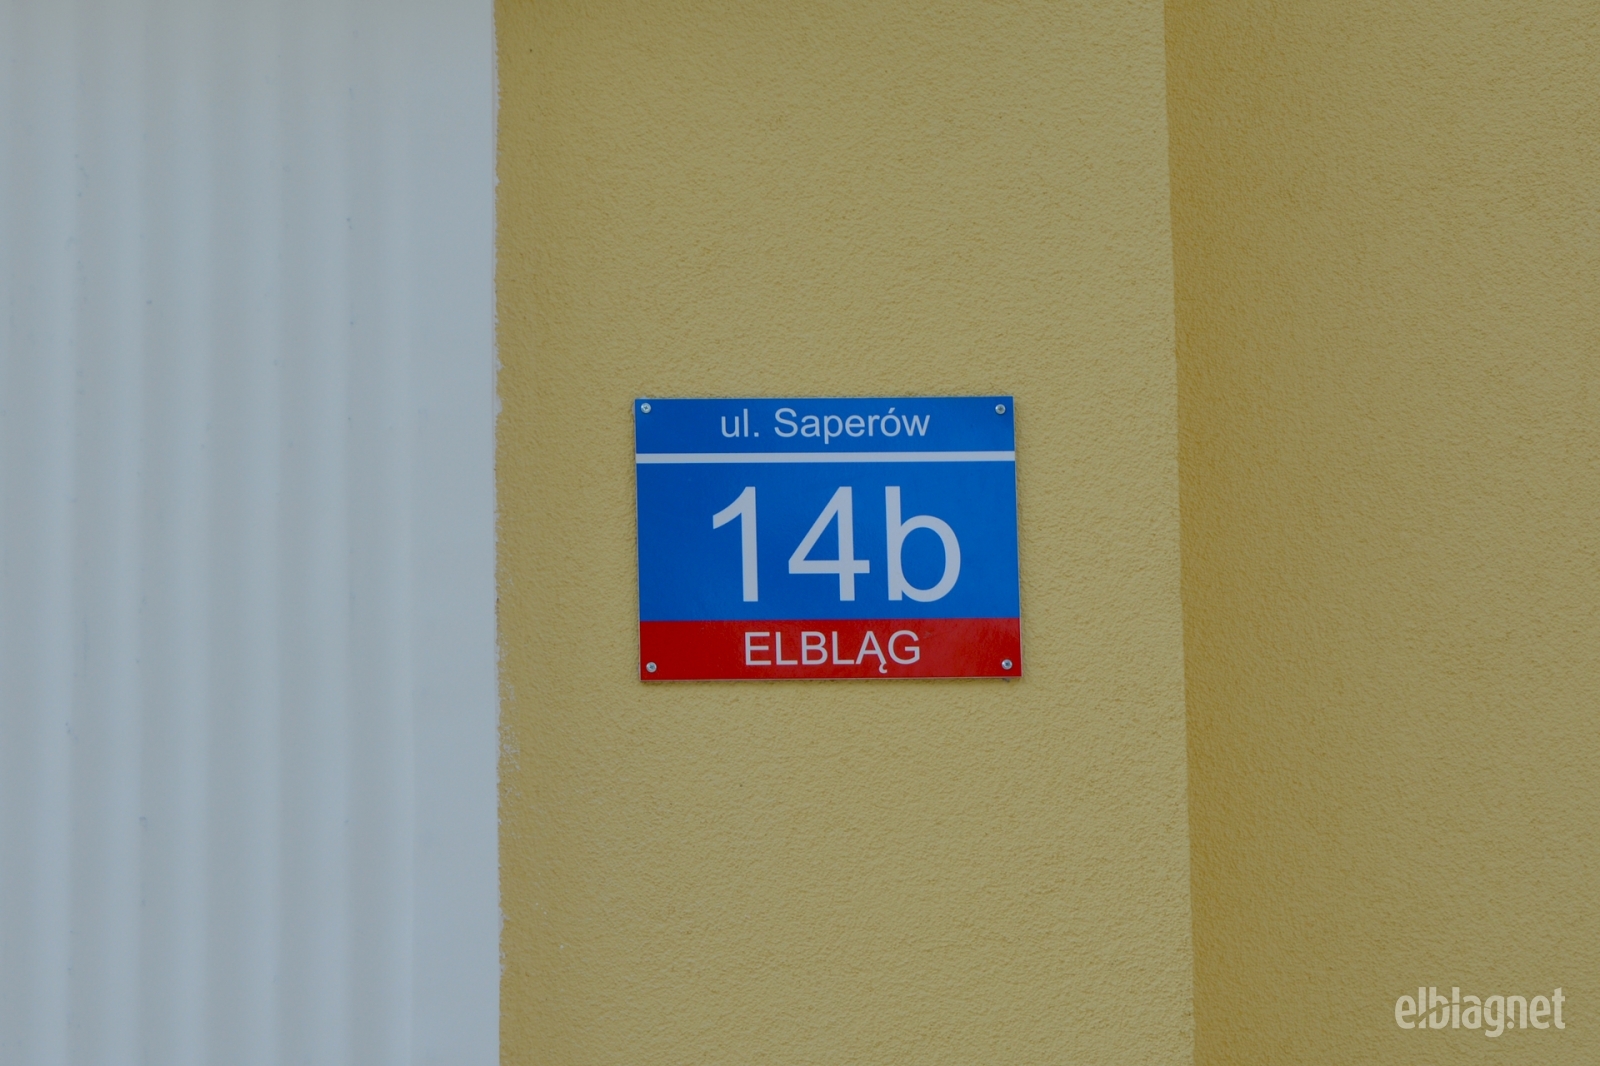 ul. Saperów
14b
ELBLĄG
elblag.net